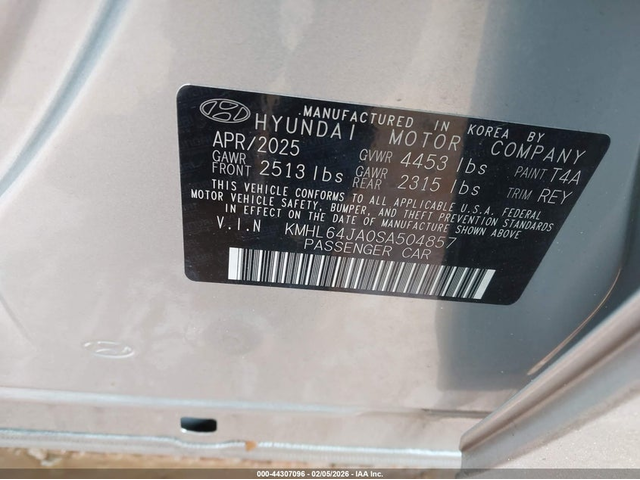 MANUFACTURED IN KOREA BY
HYUNDAI MOTOR COMPANY
APR/2025 GVWR 4453 lbs PAINT T4A
GAWR FRONT 2513 lbs GAWR REAR 2315 lbs TRIM REY
THIS VEHICLE CONFORMS TO ALL APPLICABLE U.S.A. FEDERAL
MOTOR VEHICLE SAFETY, BUMPER, AND THEFT PREVENTION STANDARDS
IN EFFECT ON THE DATE OF MANUFACTURE SHOWN ABOVE.
V.I.N KMHL64JA0SA504857
PASSENGER CAR
000-44307096 - 02/05/2026 - IAA Inc.